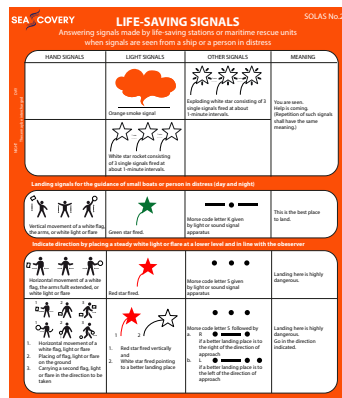 SEA SCOVERY
LIFE-SAVING SIGNALS
SOLAS No.2
Answering signals made by life-saving stations or maritime rescue units
when signals are seen from a ship or a person in distress
HAND SIGNALS
LIGHT SIGNALS
OTHER SIGNALS
MEANING
Orange smoke signal
Exploding white star consisting of 3
single signals fired at about
1-minute intervals.
You are seen.
Help is coming.
(Repetition of such signals
shall have the same
meaning.)
White star rocket consisting
of 3 single signals fired at
about 1-minute intervals.
Landing signals for the guidance of small boats or person in distress (day and night)
Vertical movement of a white flag,
the arms, or white light or flare
Green star fired.
Morse code letter K given
by light or sound signal
apparatus
This is the best place
to land.
Indicate direction by placing a steady white light or flare at a lower level and in line with the obeserver
Horizontal movement of a white
flag, the arms fullt extended, or
white light or flare
Red star fired.
Morse code letter S given
by light or sound signal
apparatus
Landing here is highly
dangerous.
1 2 3
1. Horizontal movement of a
white flag, light or flare
2. Placing of flag, light or flare
on the ground
3. Carrying a second flag, light
or flare in the direction to be
taken
1 2
1. Red star fired vertically
and
2. White star fired pointing
to a better landing place
Morse code letter S followed by
a. R
if a better landing place is to
the right of the direction of
approach
b. L
if a better landing place is to
the left of the direction of
approach
Landing here is highly
dangerous.
Go in the direction
indicated.